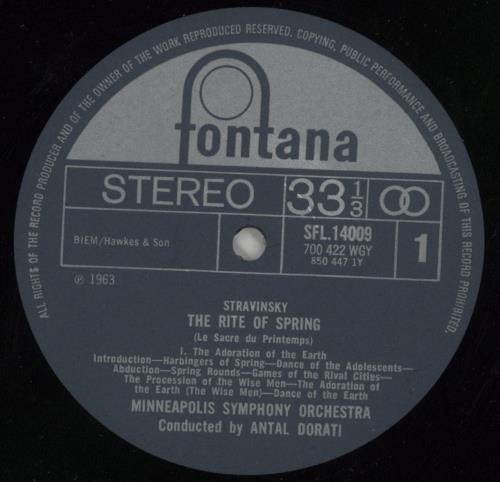 ALL RIGHTS OF THE RECORD PRODUCER AND OF THE OWNER OF THE WORK REPRODUCED RESERVED. COPYING, PUBLIC PERFORMANCE AND BROADCASTING OF THIS RECORD PROHIBITED.
fontana
STEREO 33 1/3
BIEM/Hawkes & Son
SFL.14009
700 422 WGY
850 447 1Y
1
℗ 1963
STRAVINSKY
THE RITE OF SPRING
(Le Sacre du Printemps)
1. The Adoration of the Earth
Introduction—Harbingers of Spring—Dance of the Adolescents—
Abduction—Spring Rounds—Games of the Rival Cities—
The Procession of the Wise Men—The Adoration of
the Earth (The Wise Men)—Dance of the Earth
MINNEAPOLIS SYMPHONY ORCHESTRA
Conducted by ANTAL DORATI